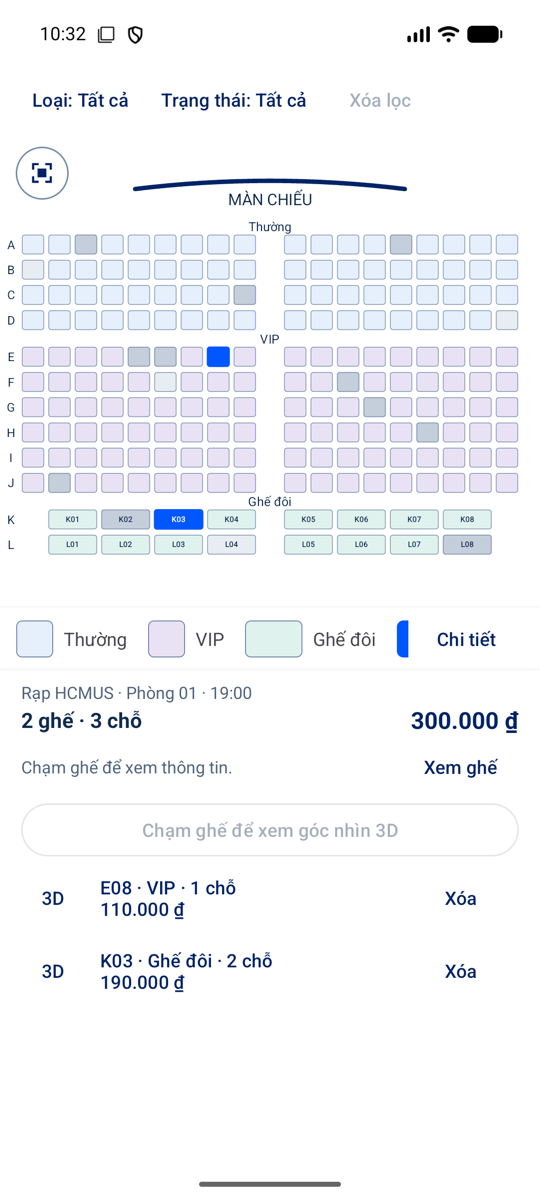 10:32
Loại: Tất cả Trạng thái: Tất cả Xóa lọc
MÀN CHIẾU
Thường
A
B
C
D
VIP
E
F
G
H
I
J
Ghế đôi
K K01 K02 K03 K04 K05 K06 K07 K08
L L01 L02 L03 L04 L05 L06 L07 L08
Thường VIP Ghế đôi Chi tiết
Rạp HCMUS · Phòng 01 · 19:00
2 ghế · 3 chỗ 300.000 ₫
Chạm ghế để xem thông tin. Xem ghế
Chạm ghế để xem góc nhìn 3D
3D E08 · VIP · 1 chỗ Xóa
110.000 ₫
3D K03 · Ghế đôi · 2 chỗ Xóa
190.000 ₫